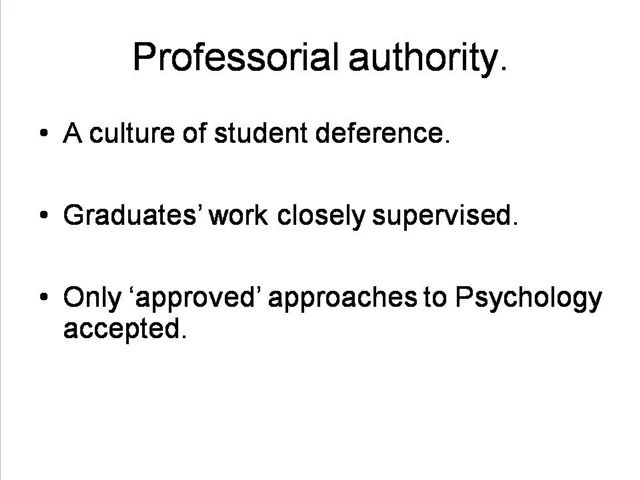 Professorial authority.
• A culture of student deference.
• Graduates’ work closely supervised.
• Only ‘approved’ approaches to Psychology
accepted.